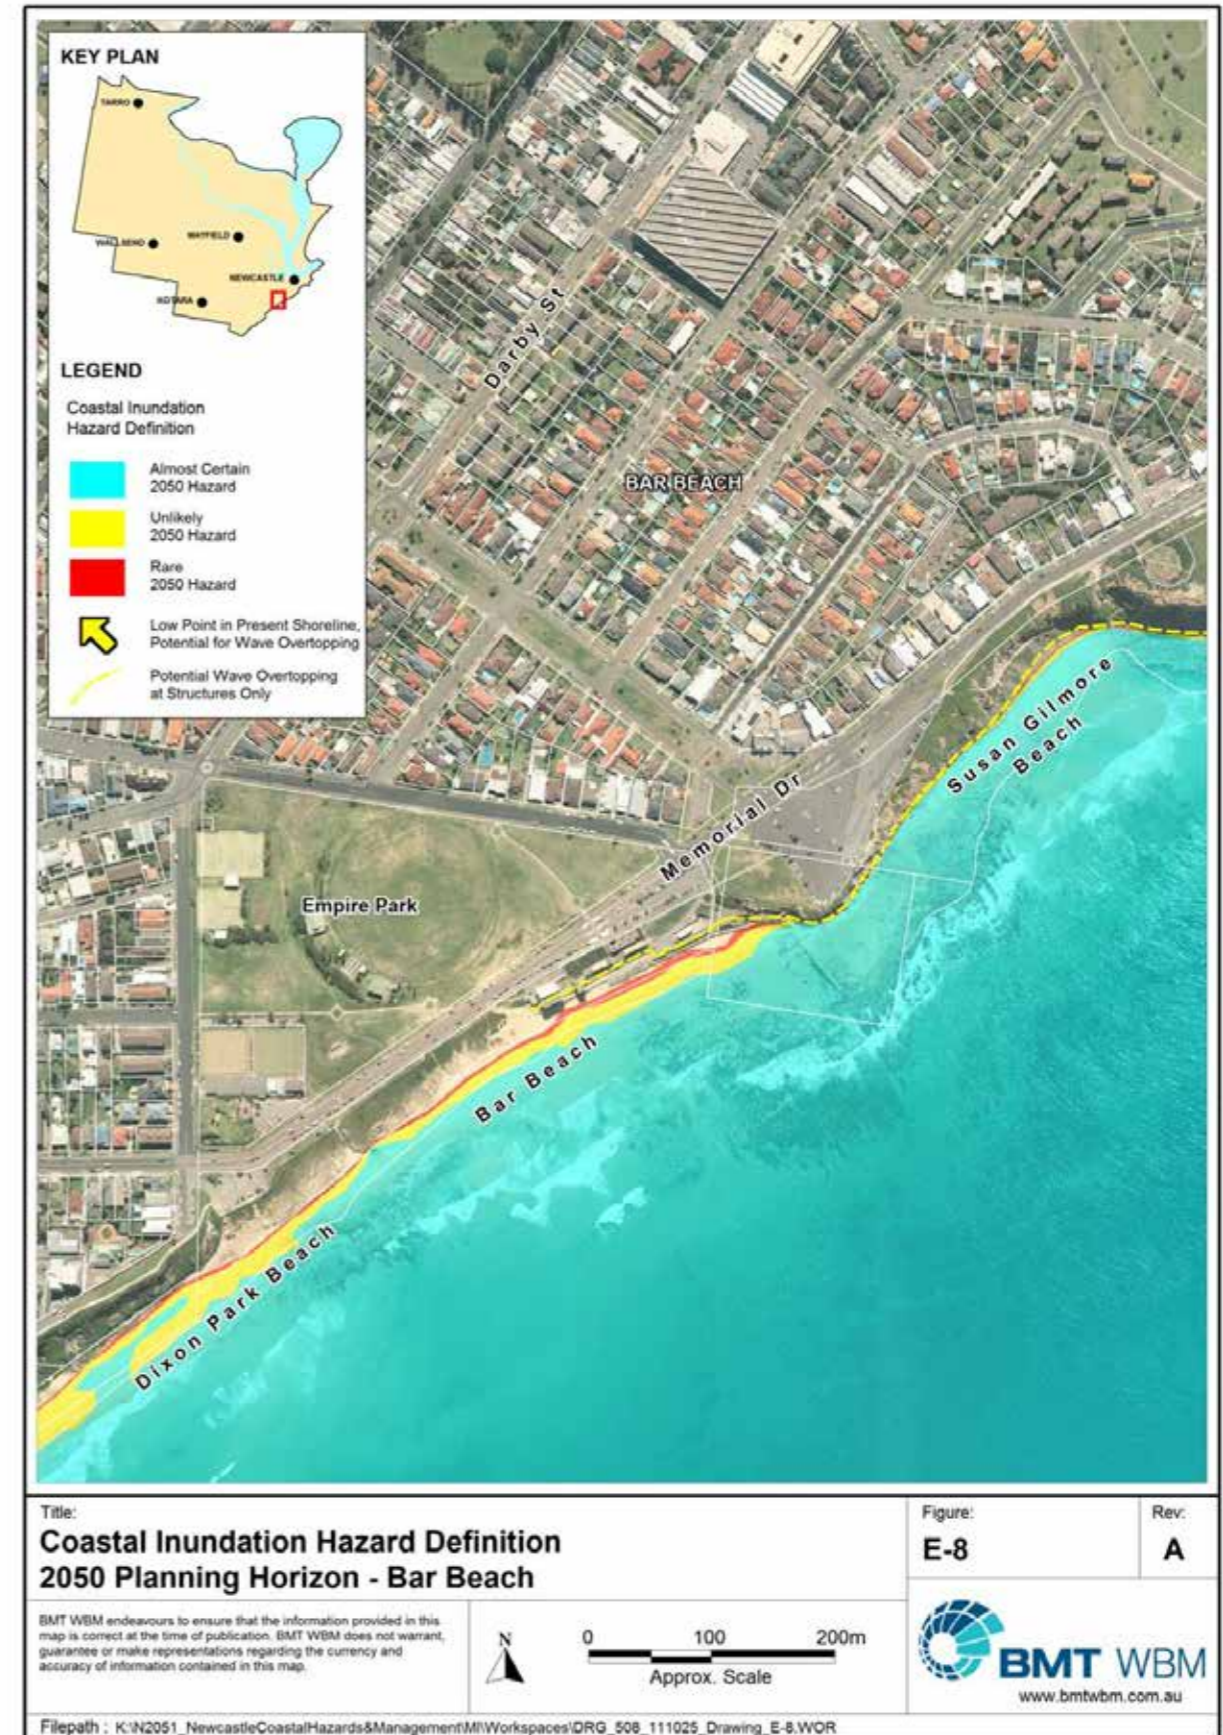 KEY PLAN
TARRO
WALLSEND
MAYFIELD
NEWCASTLE
KOTARA
LEGEND
Coastal Inundation
Hazard Definition
Almost Certain
2050 Hazard
Unlikely
2050 Hazard
Rare
2050 Hazard
Low Point in Present Shoreline,
Potential for Wave Overtopping
Potential Wave Overtopping
at Structures Only
Darby St
BAR BEACH
Susan Gilmore
Beach
Memorial Dr
Empire Park
Bar Beach
Dixon Park Beach
Title:
Coastal Inundation Hazard Definition
2050 Planning Horizon - Bar Beach
Figure:
E-8
Rev:
A
BMT WBM endeavours to ensure that the information provided in this
map is correct at the time of publication. BMT WBM does not warrant,
guarantee or make representations regarding the currency and
accuracy of information contained in this map.
N
0 100 200m
Approx. Scale
BMT WBM
www.bmtwbm.com.au
Filepath : K:\N2051_NewcastleCoastalHazards&Management\MI\Workspaces\DRG_508_111025_Drawing_E-8.WOR